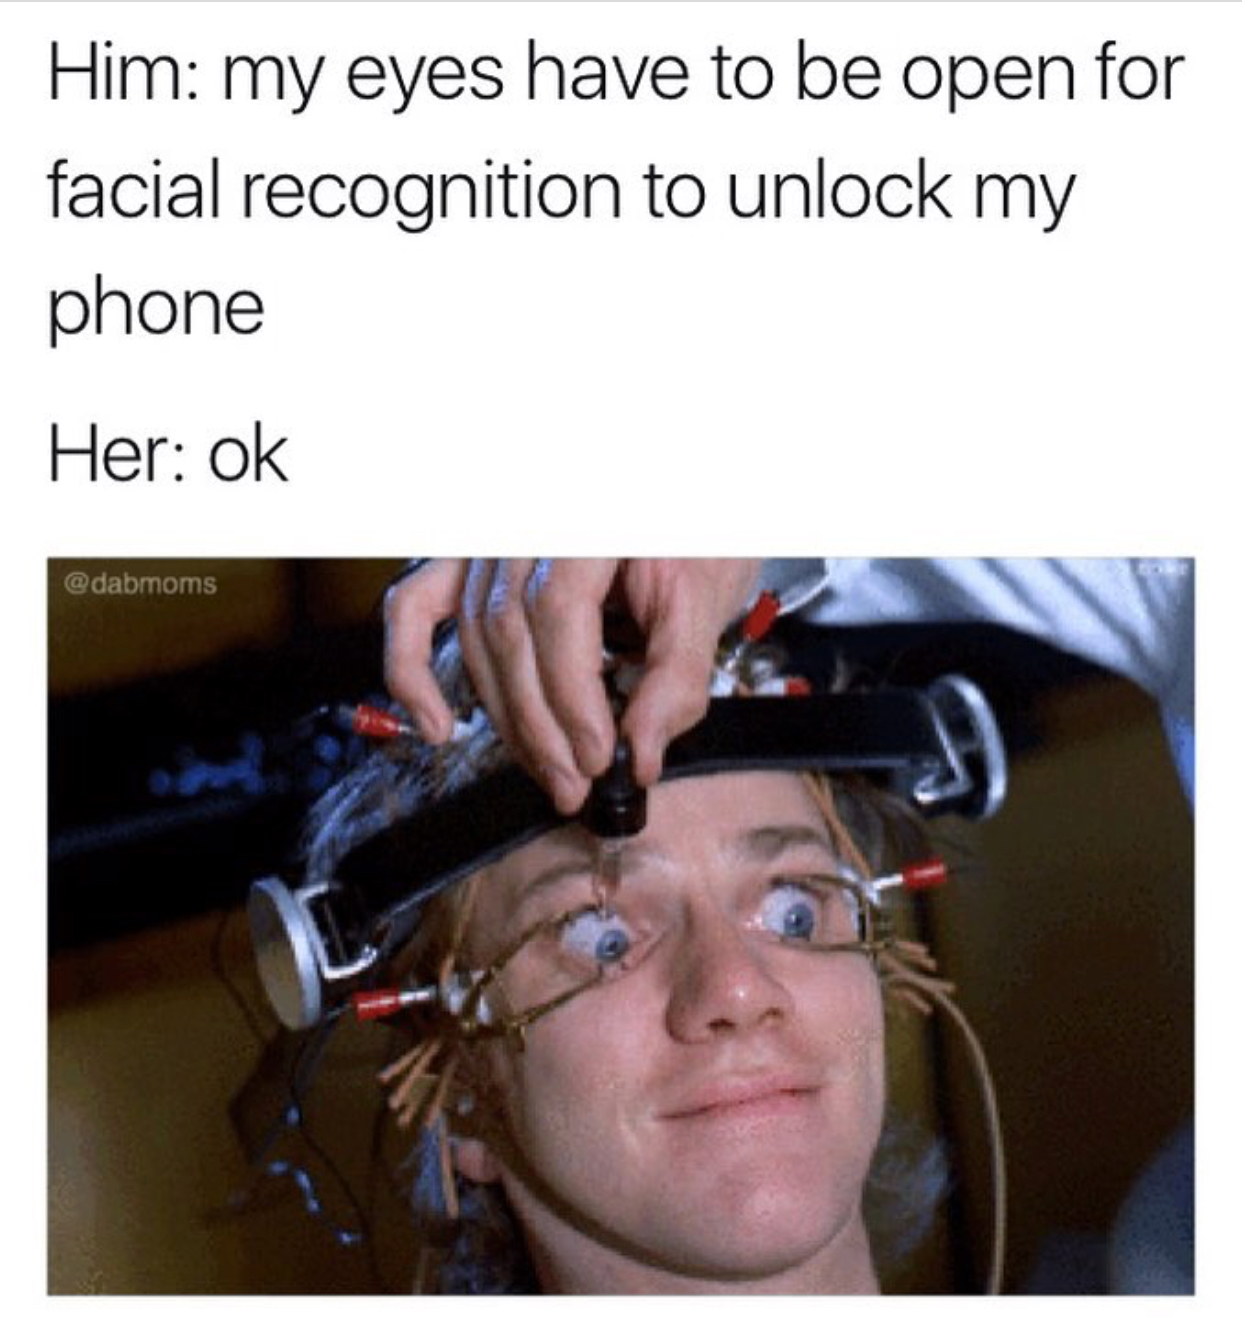 Him: my eyes have to be open for
facial recognition to unlock my
phone
Her: ok
@dabmoms